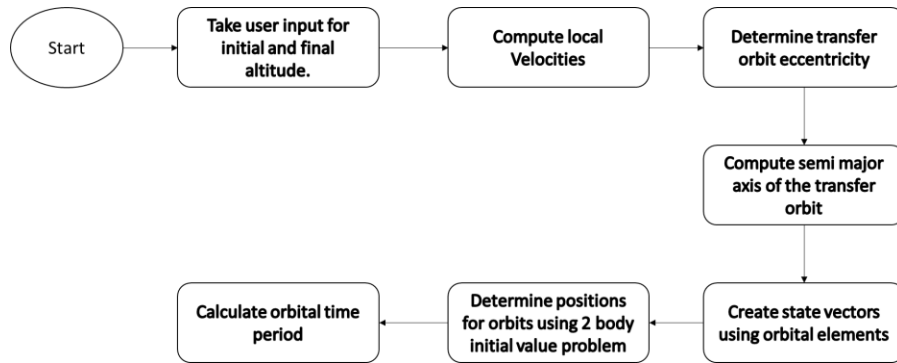 Start
Take user input for
initial and final
altitude.
Compute local
Velocities
Determine transfer
orbit eccentricity
Compute semi major
axis of the transfer
orbit
Create state vectors
using orbital elements
Determine positions
for orbits using 2 body
initial value problem
Calculate orbital time
period